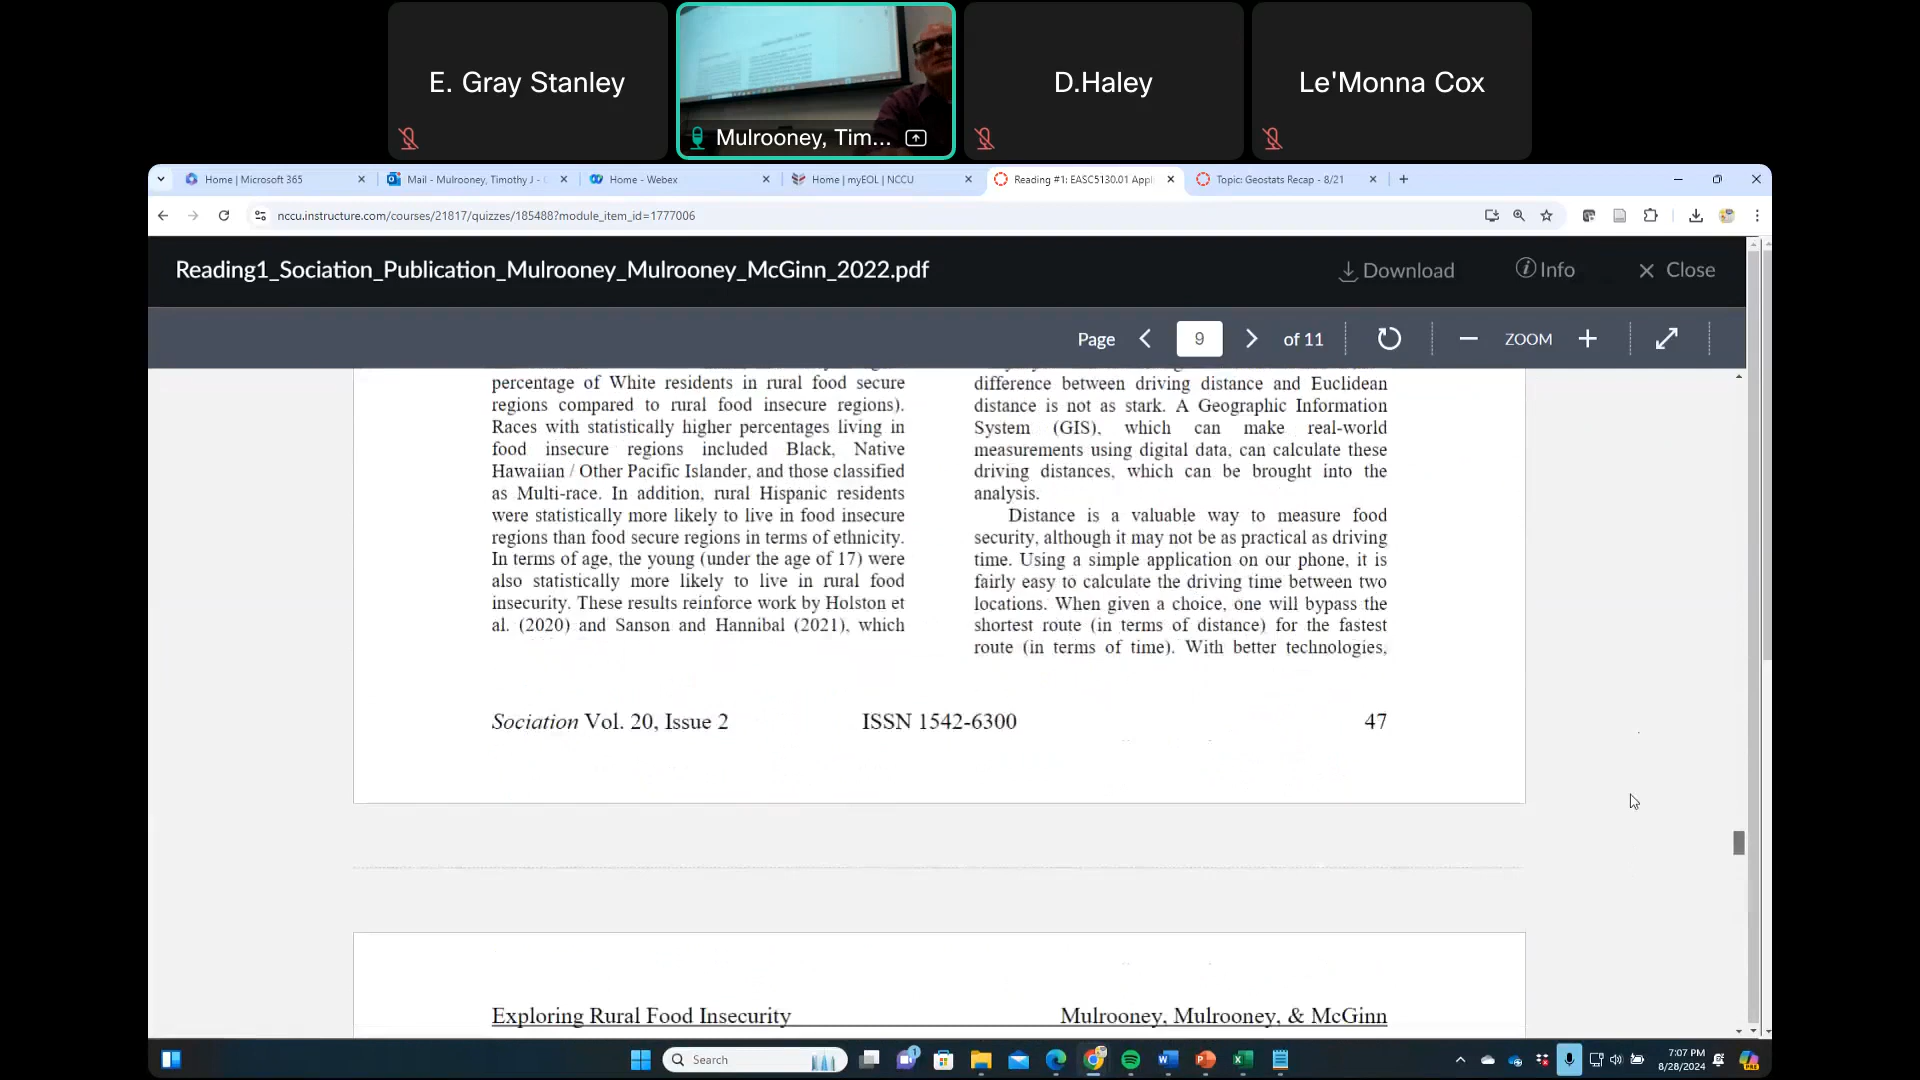 E. Gray Stanley
Mulrooney, Tim...
D.Haley
Le'Monna Cox
Home | Microsoft 365
Mail - Mulrooney, Timothy J -
Home - Webex
Home | myEOL | NCCU
Reading #1: EASC5130.01 Appl
Topic: Geostats Recap - 8/21
nccu.instructure.com/courses/21817/quizzes/185488?module_item_id=1777006
Reading1_Sociation_Publication_Mulrooney_Mulrooney_McGinn_2022.pdf
Download
Info
Close
Page
9
of 11
ZOOM
percentage of White residents in rural food secure
regions compared to rural food insecure regions).
Races with statistically higher percentages living in
food insecure regions included Black, Native
Hawaiian / Other Pacific Islander, and those classified
as Multi-race. In addition, rural Hispanic residents
were statistically more likely to live in food insecure
regions than food secure regions in terms of ethnicity.
In terms of age, the young (under the age of 17) were
also statistically more likely to live in rural food
insecurity. These results reinforce work by Holston et
al. (2020) and Sanson and Hannibal (2021), which
difference between driving distance and Euclidean
distance is not as stark. A Geographic Information
System (GIS), which can make real-world
measurements using digital data, can calculate these
driving distances, which can be brought into the
analysis.
Distance is a valuable way to measure food
security, although it may not be as practical as driving
time. Using a simple application on our phone, it is
fairly easy to calculate the driving time between two
locations. When given a choice, one will bypass the
shortest route (in terms of distance) for the fastest
route (in terms of time). With better technologies,
Sociation Vol. 20, Issue 2
ISSN 1542-6300
47
Exploring Rural Food Insecurity
Mulrooney, Mulrooney, & McGinn
Search
7:07 PM
8/28/2024